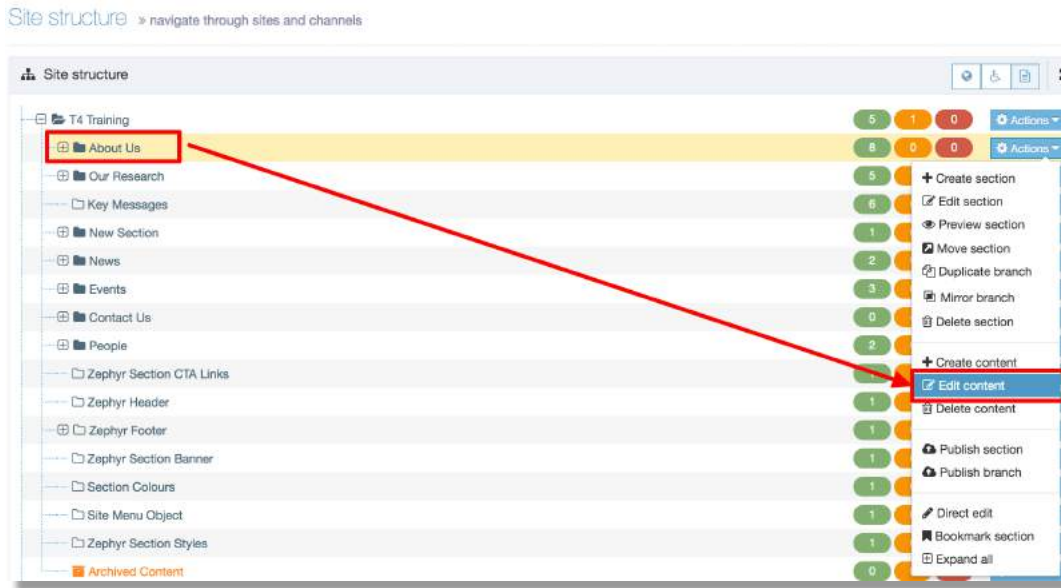 Site structure » navigate through sites and channels
Site structure
T4 Training 5 1 0 Actions
About Us 8 0 0 Actions
Our Research 5
Key Messages 6
New Section 1
News 2
Events 3
Contact Us 0
People 2
Zephyr Section CTA Links
Zephyr Header 1
Zephyr Footer 1
Zephyr Section Banner 1
Section Colours 1
Site Menu Object 1
Zephyr Section Styles 1
Archived Content 0
Create section
Edit section
Preview section
Move section
Duplicate branch
Mirror branch
Delete section
Create content
Edit content
Delete content
Publish section
Publish branch
Direct edit
Bookmark section
Expand all